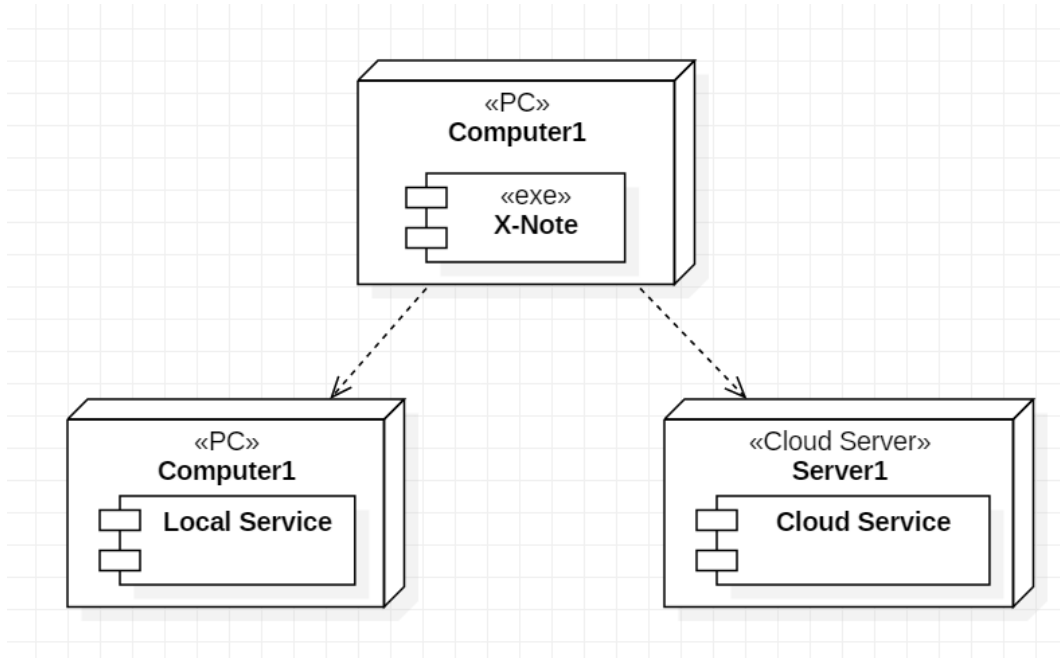 «PC»
Computer1
«exe»
X-Note
«PC»
Computer1
Local Service
«Cloud Server»
Server1
Cloud Service